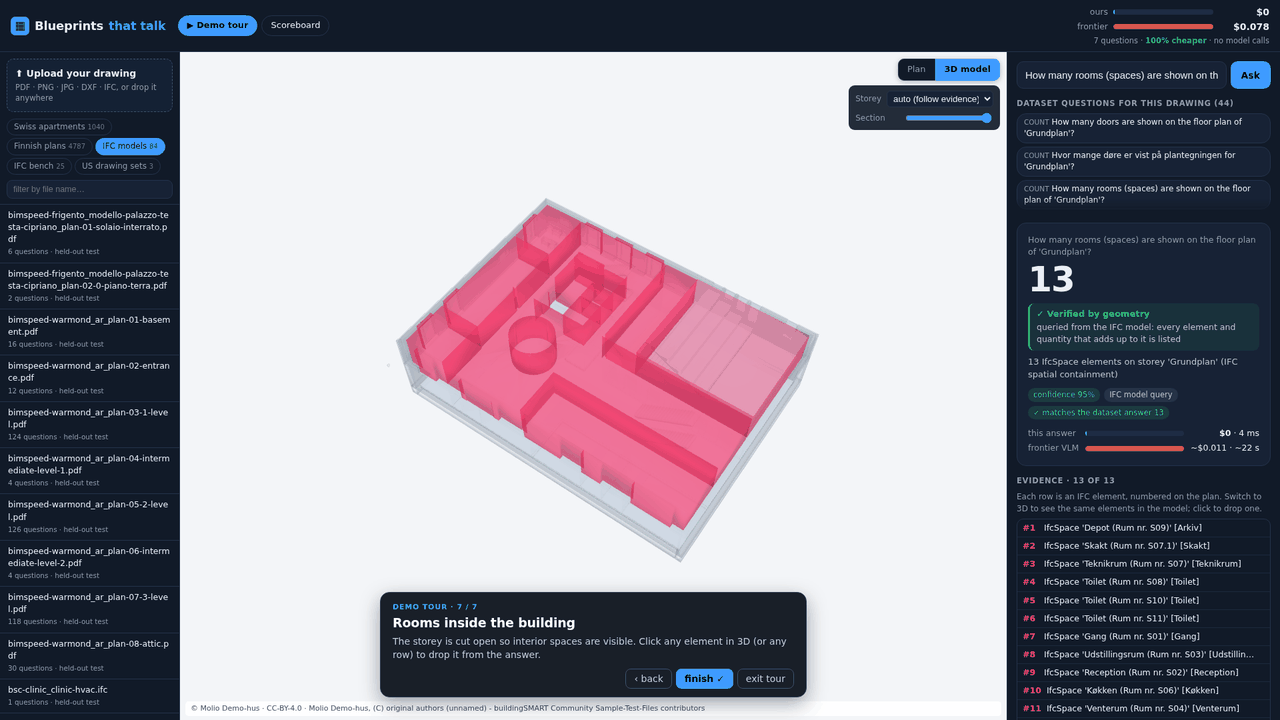 Blueprints that talk
▶ Demo tour
Scoreboard
ours $0
frontier $0.078
7 questions · 100% cheaper · no model calls
⬆ Upload your drawing
PDF · PNG · JPG · DXF · IFC, or drop it
anywhere
Swiss apartments 1040
Finnish plans 4787
IFC models 84
IFC bench 25
US drawing sets 3
filter by file name…
bimspeed-frigento_modello-palazzo-te
sta-cipriano_plan-01-solaio-interrato.p
df
6 questions · held-out test
bimspeed-frigento_modello-palazzo-te
sta-cipriano_plan-02-0-piano-terra.pdf
2 questions · held-out test
bimspeed-warmond_ar_plan-01-basem
ent.pdf
16 questions · held-out test
bimspeed-warmond_ar_plan-02-entran
ce.pdf
12 questions · held-out test
bimspeed-warmond_ar_plan-03-1-leve
l.pdf
124 questions · held-out test
bimspeed-warmond_ar_plan-04-interm
ediate-level-1.pdf
4 questions · held-out test
bimspeed-warmond_ar_plan-05-2-leve
l.pdf
126 questions · held-out test
bimspeed-warmond_ar_plan-06-interm
ediate-level-2.pdf
4 questions · held-out test
bimspeed-warmond_ar_plan-07-3-leve
l.pdf
118 questions · held-out test
bimspeed-warmond_ar_plan-08-attic.p
df
30 questions · held-out test
bsc-clinic_clinic-hvac.ifc
1 questions · held-out test
Plan
3D model
Storey auto (follow evidence)
Section
DEMO TOUR · 7 / 7
Rooms inside the building
The storey is cut open so interior spaces are visible. Click any element in 3D (or any
row) to drop it from the answer.
‹ back
finish ✓
exit tour
© Molio Demo-hus · CC-BY-4.0 · Molio Demo-hus, (C) original authors (unnamed) - buildingSMART Community Sample-Test-Files contributors
How many rooms (spaces) are shown on th
Ask
DATASET QUESTIONS FOR THIS DRAWING (44)
COUNT How many doors are shown on the floor plan of
'Grundplan'?
COUNT Hvor mange døre er vist på plantegningen for
'Grundplan'?
COUNT How many rooms (spaces) are shown on the floor
plan of 'Grundplan'?
How many rooms (spaces) are shown on the floor plan
of 'Grundplan'?
13
✓ Verified by geometry
queried from the IFC model: every element and
quantity that adds up to it is listed
13 IfcSpace elements on storey 'Grundplan' (IFC
spatial containment)
confidence 95%
IFC model query
✓ matches the dataset answer 13
this answer $0 · 4 ms
frontier VLM ~$0.011 · ~22 s
EVIDENCE · 13 OF 13
Each row is an IFC element, numbered on the plan. Switch to
3D to see the same elements in the model; click to drop one.
#1 IfcSpace 'Depot (Rum nr. S09)' [Arkiv]
#2 IfcSpace 'Skakt (Rum nr. S07.1)' [Skakt]
#3 IfcSpace 'Teknikrum (Rum nr. S07)' [Teknikrum]
#4 IfcSpace 'Toilet (Rum nr. S08)' [Toilet]
#5 IfcSpace 'Toilet (Rum nr. S10)' [Toilet]
#6 IfcSpace 'Toilet (Rum nr. S11)' [Toilet]
#7 IfcSpace 'Gang (Rum nr. S01)' [Gang]
#8 IfcSpace 'Udstillingsrum (Rum nr. S03)' [Udstillin…
#9 IfcSpace 'Reception (Rum nr. S02)' [Reception]
#10 IfcSpace 'Køkken (Rum nr. S06)' [Køkken]
#11 IfcSpace 'Venterum (Rum nr. S04)' [Venterum]